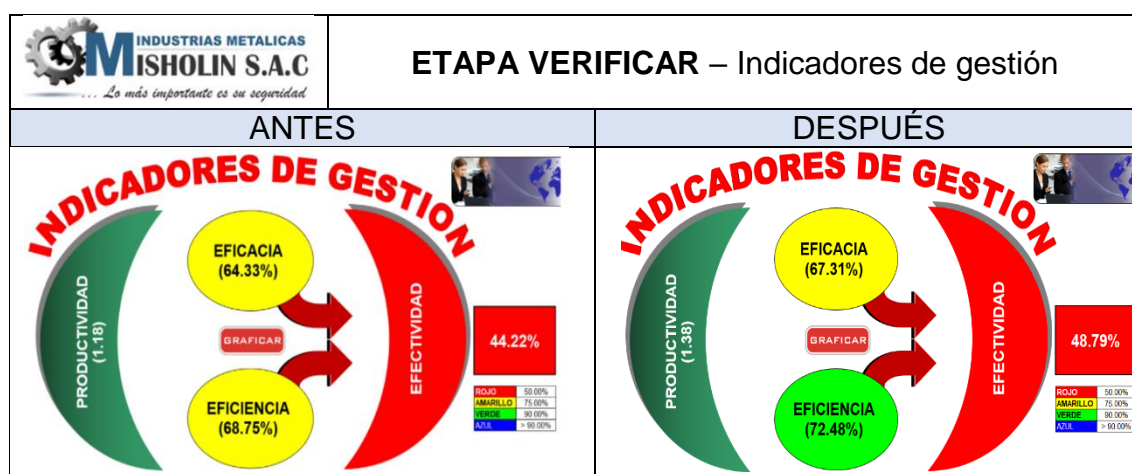 INDUSTRIAS METALICAS
MISHOLIN S.A.C
... Lo más importante es su seguridad
ETAPA VERIFICAR – Indicadores de gestión
ANTES
DESPUÉS
INDICADORES DE GESTION
PRODUCTIVIDAD
(1.18)
EFICACIA
(64.33%)
GRAFICAR
EFICIENCIA
(68.75%)
EFECTIVIDAD
44.22%
ROJO 50.00%
AMARILLO 75.00%
VERDE 90.00%
AZUL > 90.00%
INDICADORES DE GESTION
PRODUCTIVIDAD
(1.38)
EFICACIA
(67.31%)
GRAFICAR
EFICIENCIA
(72.48%)
EFECTIVIDAD
48.79%
ROJO 50.00%
AMARILLO 75.00%
VERDE 90.00%
AZUL > 90.00%